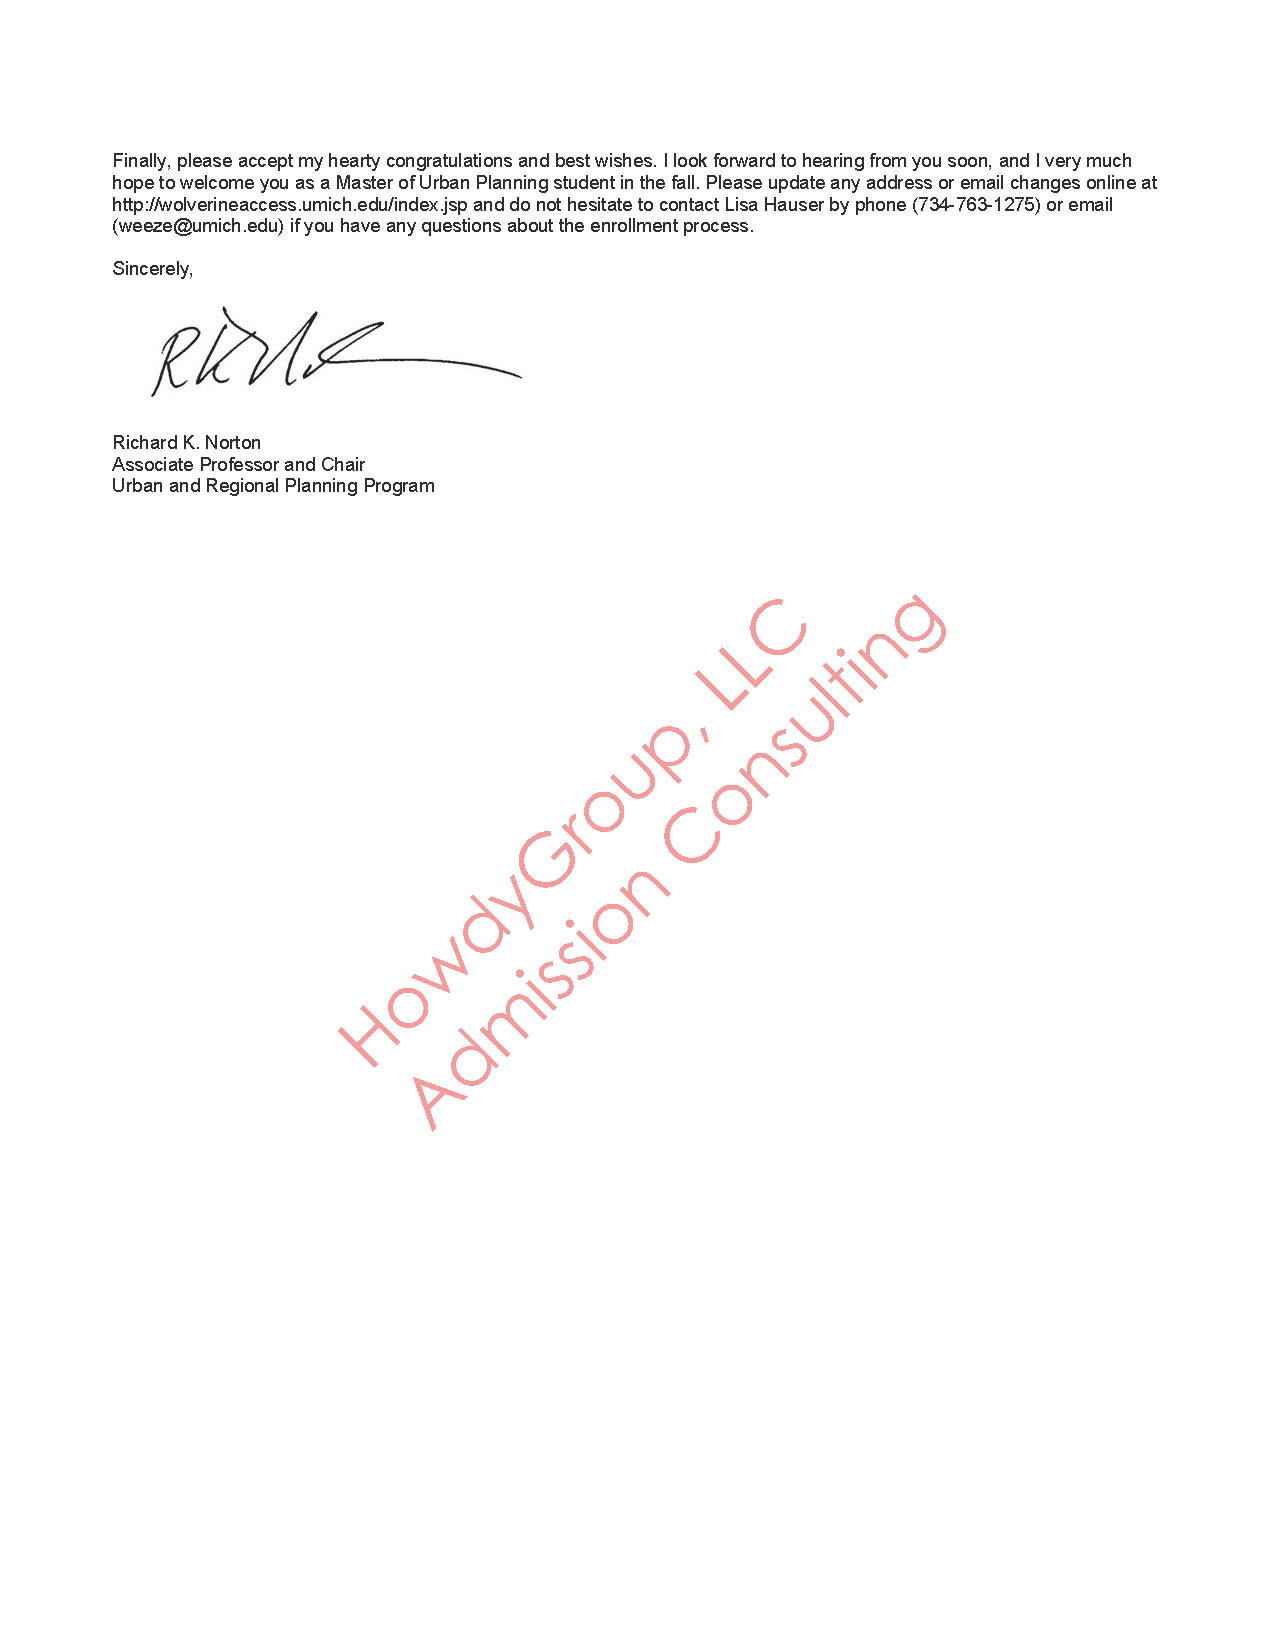 Finally, please accept my hearty congratulations and best wishes. I look forward to hearing from you soon, and I very much
hope to welcome you as a Master of Urban Planning student in the fall. Please update any address or email changes online at
http://wolverineaccess.umich.edu/index.jsp and do not hesitate to contact Lisa Hauser by phone (734-763-1275) or email
(weeze@umich.edu) if you have any questions about the enrollment process.
Sincerely,
Richard K. Norton
Associate Professor and Chair
Urban and Regional Planning Program
HowdyGroup, LLC
Admission Consulting